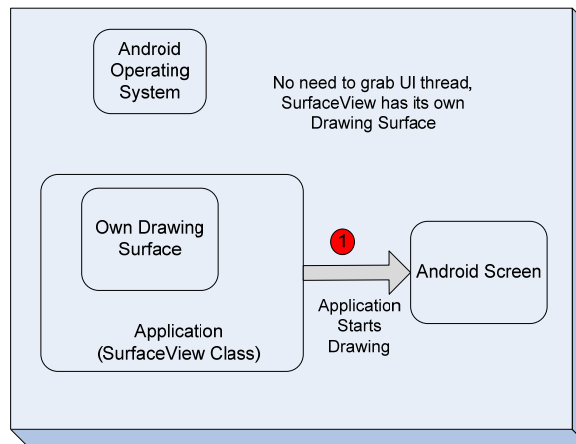 Android
Operating
System
No need to grab UI thread,
SurfaceView has its own
Drawing Surface
Own Drawing
Surface
Application
(SurfaceView Class)
1
Application
Starts
Drawing
Android Screen